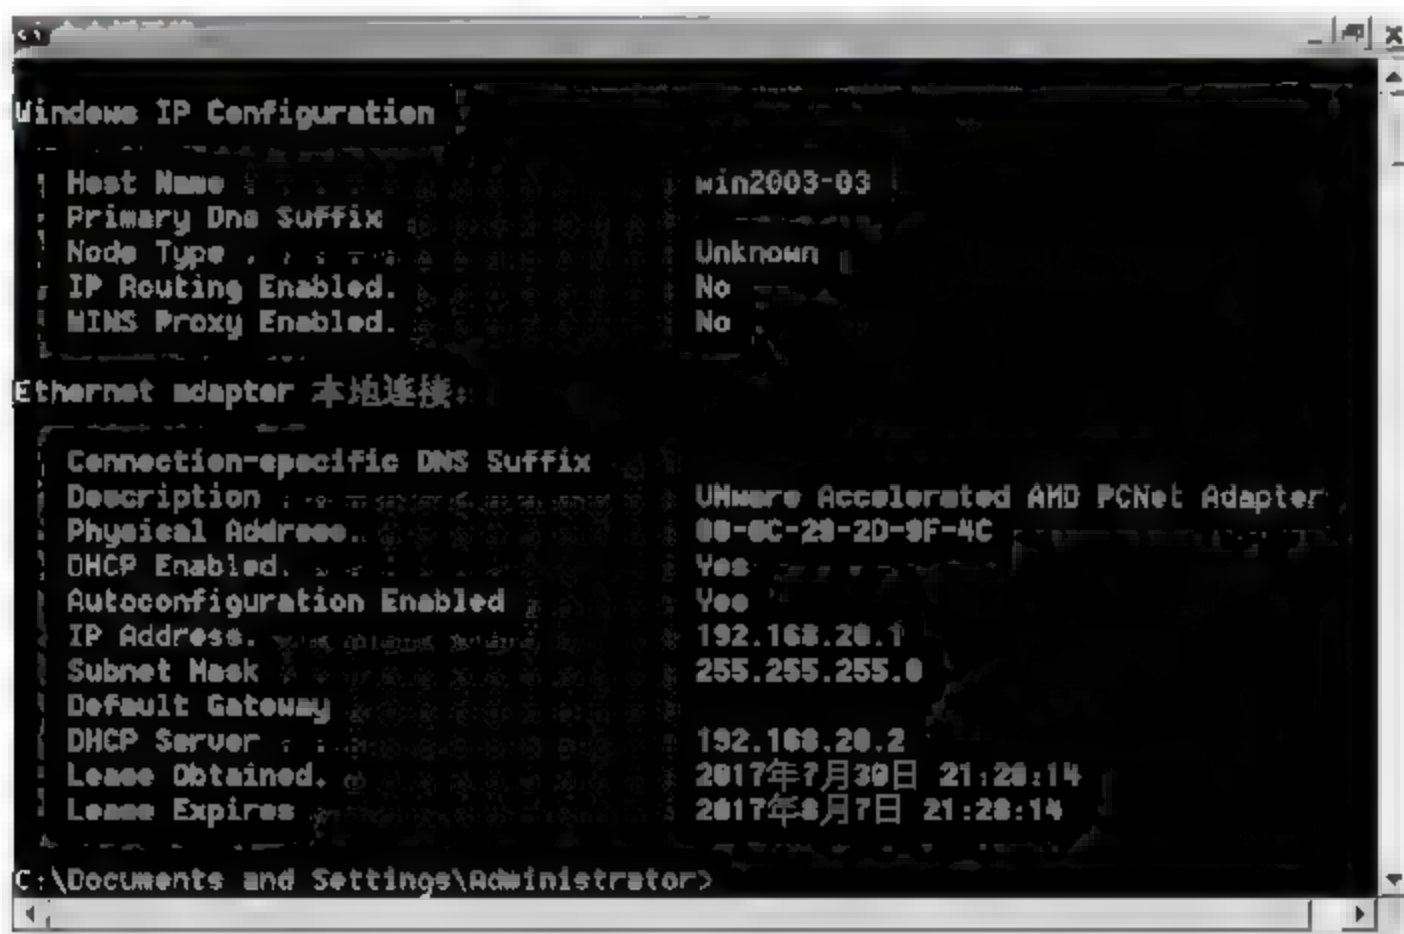 Windows IP Configuration
Host Name win2003-03
Primary Dns Suffix
Node Type Unknown
IP Routing Enabled. No
WINS Proxy Enabled. No
Ethernet adapter 本地连接:
Connection-specific DNS Suffix
Description VMware Accelerated AMD PCNet Adapter
Physical Address. 00-0C-29-2D-9F-4C
DHCP Enabled. Yes
Autoconfiguration Enabled Yes
IP Address. 192.168.20.1
Subnet Mask 255.255.255.0
Default Gateway
DHCP Server 192.168.20.2
Lease Obtained. 2017年7月30日 21:28:14
Lease Expires 2017年8月7日 21:28:14
C:\Documents and Settings\Administrator>